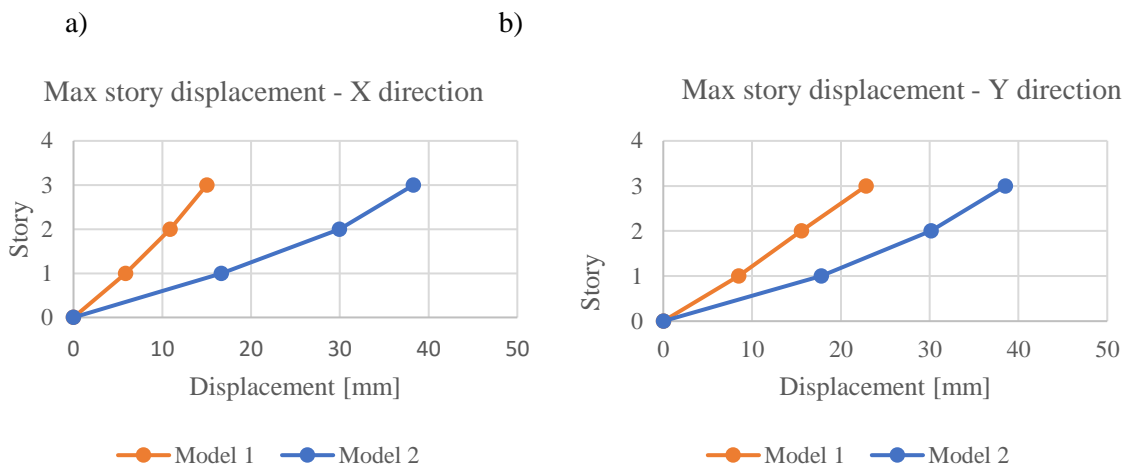 a)
b)
Max story displacement - X direction
4
3
2
1
0
Story
0 10 20 30 40 50
Displacement [mm]
Model 1 Model 2
Max story displacement - Y direction
4
3
2
1
0
Story
0 10 20 30 40 50
Displacement [mm]
Model 1 Model 2